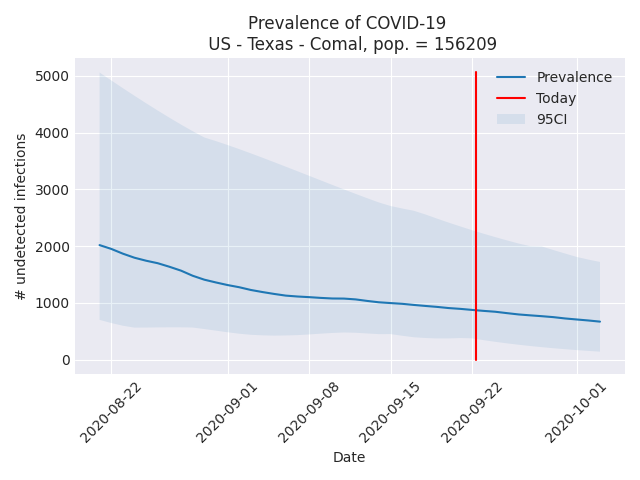 Prevalence of COVID-19
US - Texas - Comal, pop. = 156209
# undetected infections
5000
4000
3000
2000
1000
0
Prevalence
Today
95CI
2020-08-22
2020-09-01
2020-09-08
2020-09-15
2020-09-22
2020-10-01
Date